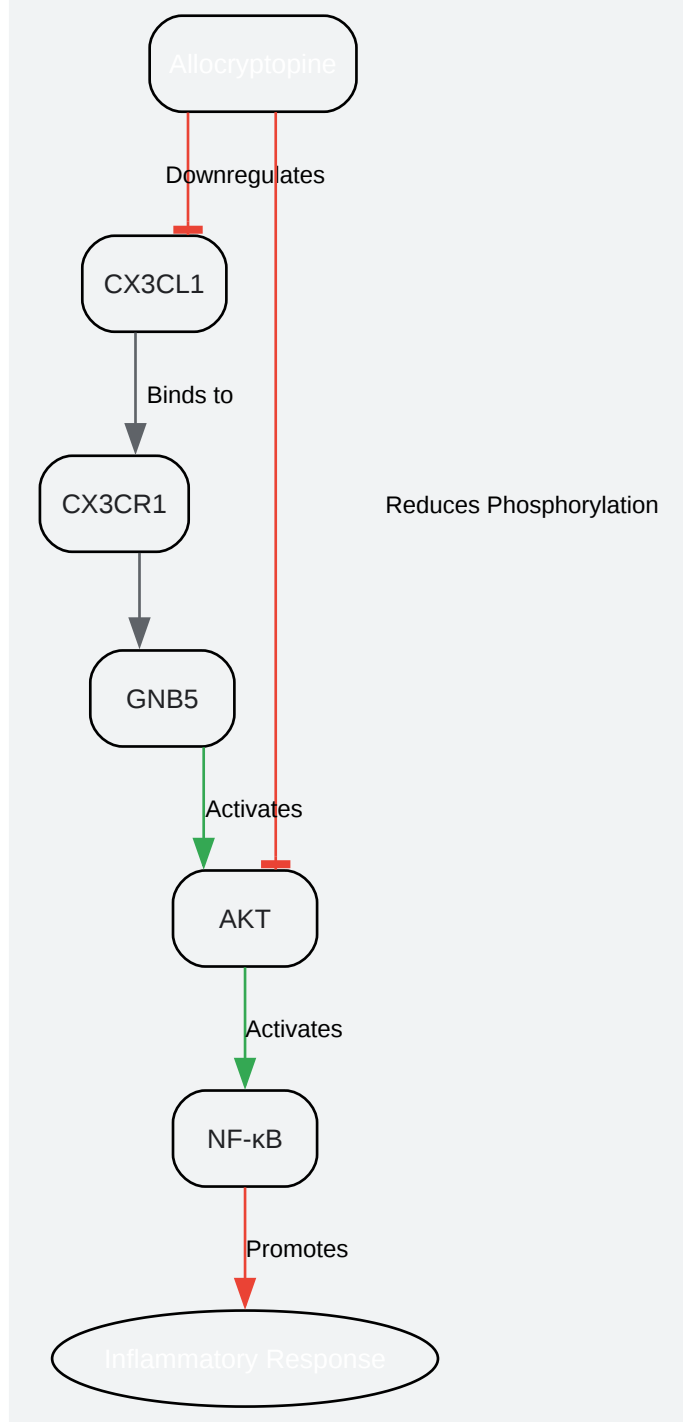 Allocryptopine
Downregulates
CX3CL1
Binds to
CX3CR1
Reduces Phosphorylation
GNB5
Activates
AKT
Activates
NF-κB
Promotes
Inflammatory Response